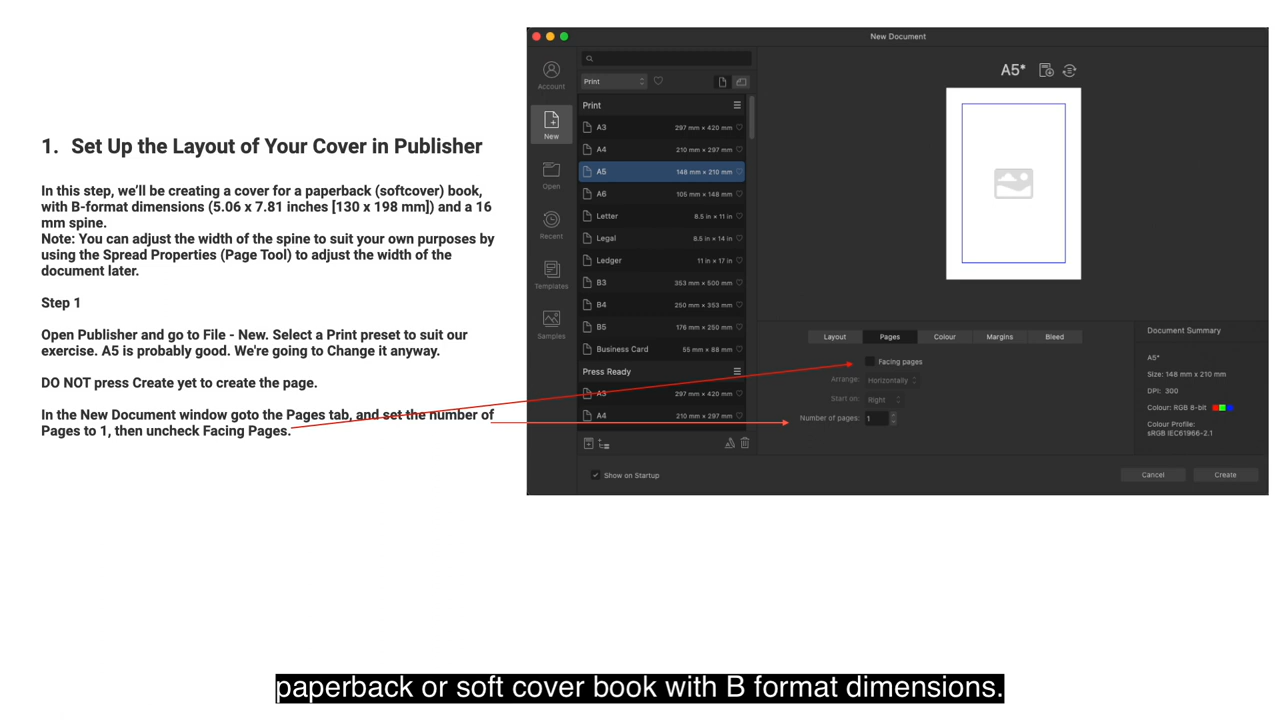 1. Set Up the Layout of Your Cover in Publisher
In this step, we'll be creating a cover for a paperback (softcover) book,
with B-format dimensions (5.06 x 7.81 inches [130 x 198 mm]) and a 16
mm spine.
Note: You can adjust the width of the spine to suit your own purposes by
using the Spread Properties (Page Tool) to adjust the width of the
document later.
Step 1
Open Publisher and go to File - New. Select a Print preset to suit our
exercise. A5 is probably good. We're going to Change it anyway.
DO NOT press Create yet to create the page.
In the New Document window goto the Pages tab, and set the number of
Pages to 1, then uncheck Facing Pages.
New Document
Account
New
Open
Recent
Templates
Samples
Print
Print
A3 297 mm × 420 mm
A4 210 mm × 297 mm
A5 148 mm × 210 mm
A6 105 mm × 148 mm
Letter 8.5 in × 11 in
Legal 8.5 in × 14 in
Ledger 11 in × 17 in
B3 353 mm × 500 mm
B4 250 mm × 353 mm
B5 176 mm × 250 mm
Business Card 55 mm × 88 mm
Press Ready
A3 297 mm × 420 mm
A4 210 mm × 297 mm
Show on Startup
A5*
Layout Pages Colour Margins Bleed
Facing pages
Arrange: Horizontally
Start on: Right
Number of pages: 1
Document Summary
A5*
Size: 148 mm x 210 mm
DPI: 300
Colour: RGB 8-bit
Colour Profile:
sRGB IEC61966-2.1
Cancel Create
paperback or soft cover book with B format dimensions.